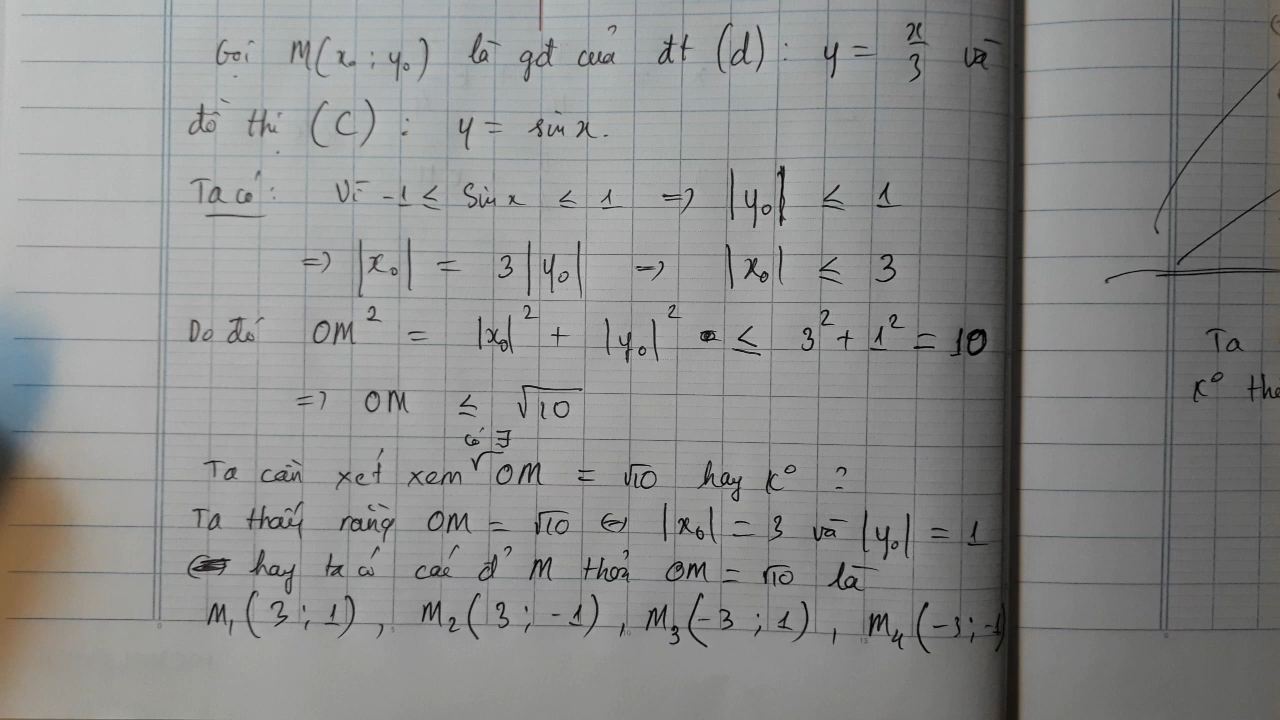 Gọi M(x₀; y₀) là gđ của đt (d): y = x/3 và
đồ thị (C): y = sin x.
Ta có: Vì -1 ≤ Sin x ≤ 1 => |y₀| ≤ 1
=> |x₀| = 3|y₀| => |x₀| ≤ 3
Do đó OM² = |x₀|² + |y₀|² ≤ 3² + 1² = 10
=> OM ≤ √10
Ta cần xét xem có ∃ OM = √10 hay k° ?
Ta thấy rằng OM = √10 ⇔ |x₀| = 3 và |y₀| = 1
hay ta có các đ' M thỏa OM = √10 là
M₁(3; 1), M₂(3; -1), M₃(-3; 1), M₄(-3; -1)
Ta
k° thể